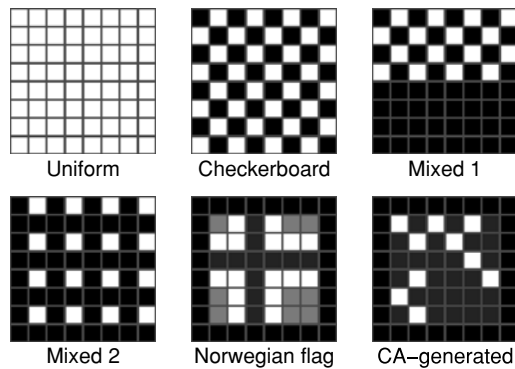 Uniform
Checkerboard
Mixed 1
Mixed 2
Norwegian flag
CA-generated